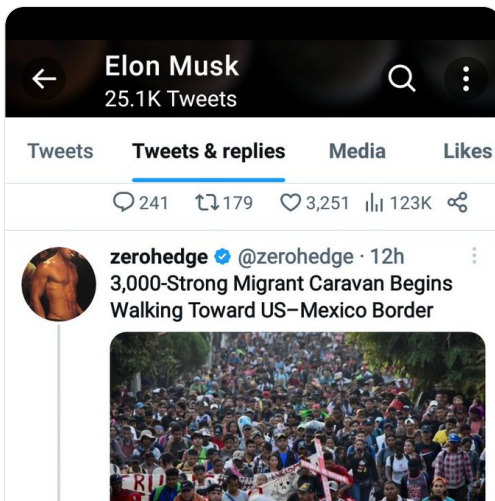 Elon Musk
25.1K Tweets
Tweets Tweets & replies Media Likes
241 179 3,251 123K
zerohedge @zerohedge · 12h
3,000-Strong Migrant Caravan Begins
Walking Toward US–Mexico Border
RU